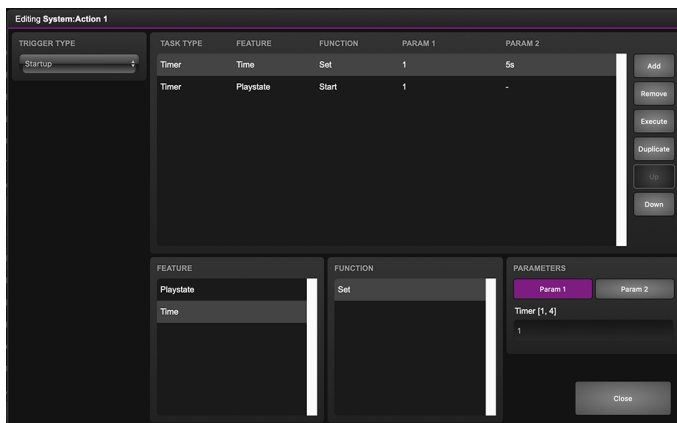 Editing System:Action 1
TRIGGER TYPE
Startup
TASK TYPE FEATURE FUNCTION PARAM 1 PARAM 2
Timer Time Set 1 5s
Timer Playstate Start 1 -
Add
Remove
Execute
Duplicate
Up
Down
FEATURE
Playstate
Time
FUNCTION
Set
PARAMETERS
Param 1 Param 2
Timer [1, 4]
1
Close